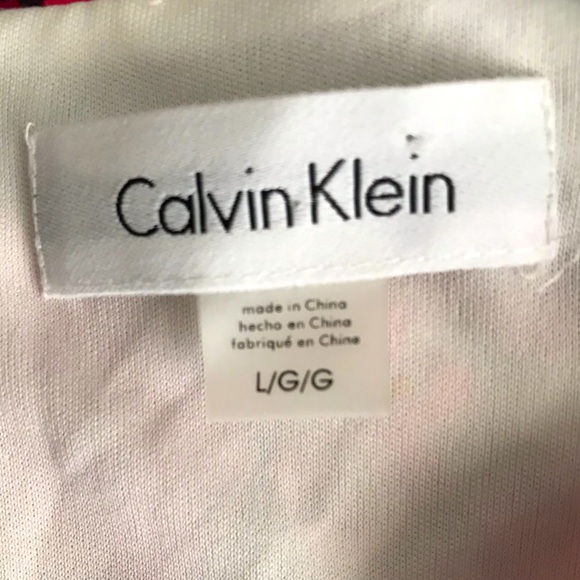 Calvin Klein
made in China
hecho en China
fabriqué en Chine
L/G/G